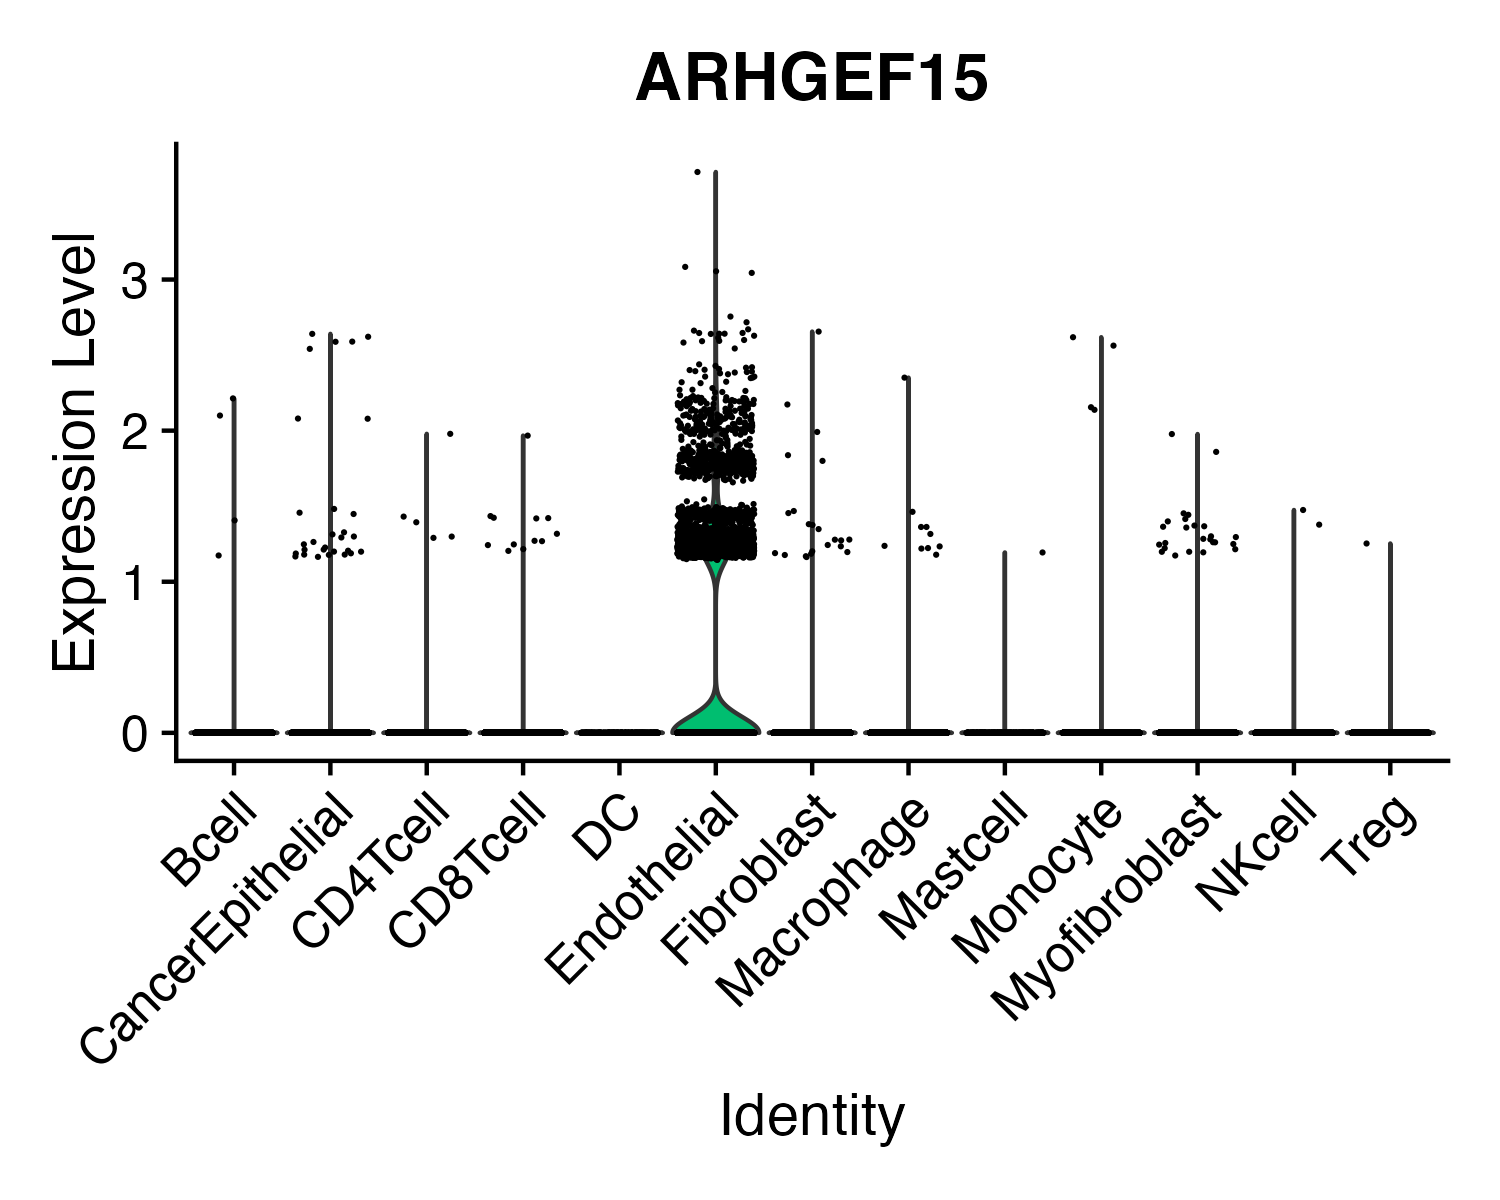 ARHGEF15
Expression Level
3
2
1
0
Bcell
CancerEpithelial
CD4Tcell
CD8Tcell
DC
Endothelial
Fibroblast
Macrophage
Mastcell
Monocyte
Myofibroblast
NKcell
Treg
Identity